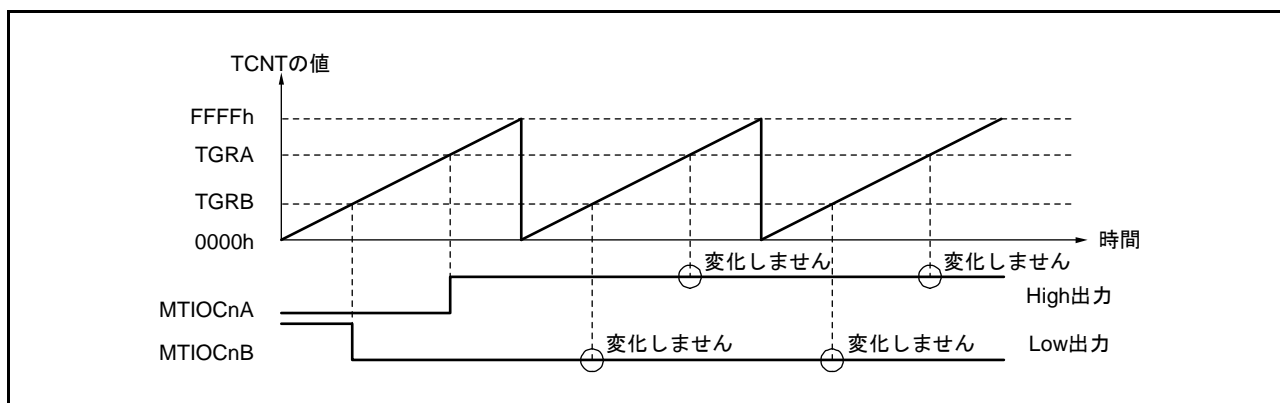 TCNTの値
FFFFh
TGRA
TGRB
0000h
時間
変化しません 変化しません
MTIOCnA
High出力
変化しません 変化しません
MTIOCnB
Low出力